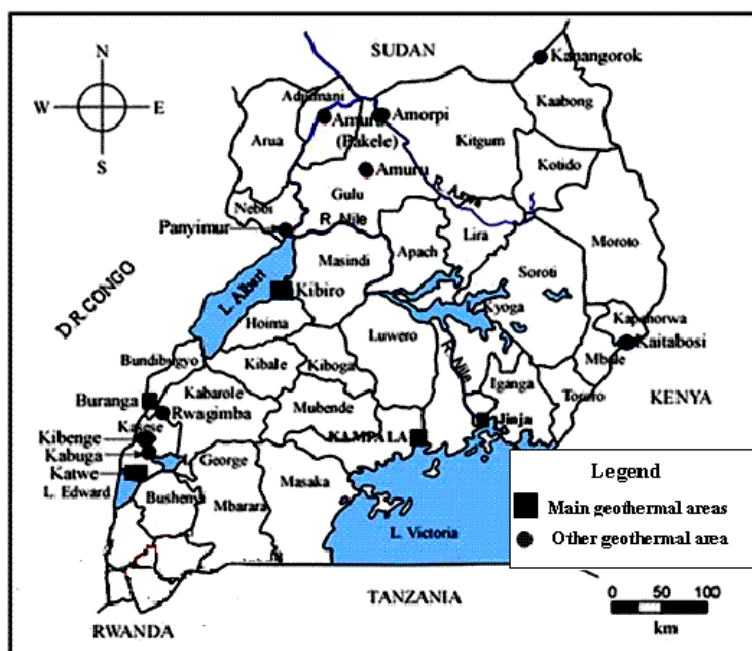 SUDAN
N
W
E
S
Kanangorok
Kaabong
Adjumani
Amuru
(Bakele)
Amorpi
Arua
Kitgum
Kotido
Amuru
Gulu
R. Aswa
Nebbi
R. Nile
Panyimur
Apach
Lira
Moroto
Masindi
Soroti
D.R CONGO
L. Albert
Kibiro
Kyoga
Hoima
Luwero
Kapchorwa
Kaitabosi
Bundibugyo
Kibale
Kiboga
R. Nile
Mbale
Iganga
Kabarole
Buranga
Rwagimba
Mubende
Tororo
KENYA
Kasese
Kibenge
KAMPALA
Jinja
Kabuga
George
Katwe
L. Edward
Bushenyi
Mbarara
Masaka
L. Victoria
Legend
Main geothermal areas
Other geothermal area
TANZANIA
RWANDA
0 50 100
km